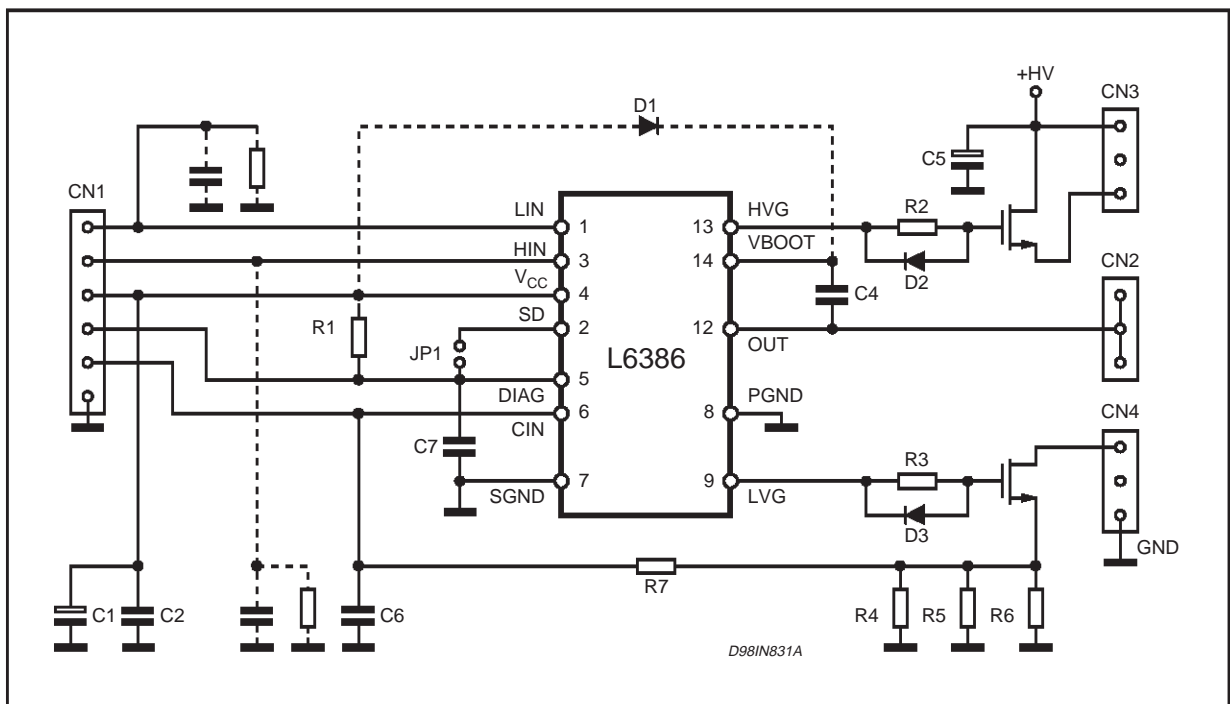 +HV
CN3
D1
C5
CN1
LIN
1
13
HVG
R2
HIN
3
14
VBOOT
D2
CN2
VCC
4
C4
R1
SD
2
12
OUT
JP1
L6386
5
DIAG
6
CIN
8
PGND
CN4
C7
7
SGND
9
LVG
R3
D3
GND
R7
C1
C2
C6
R4
R5
R6
D98IN831A